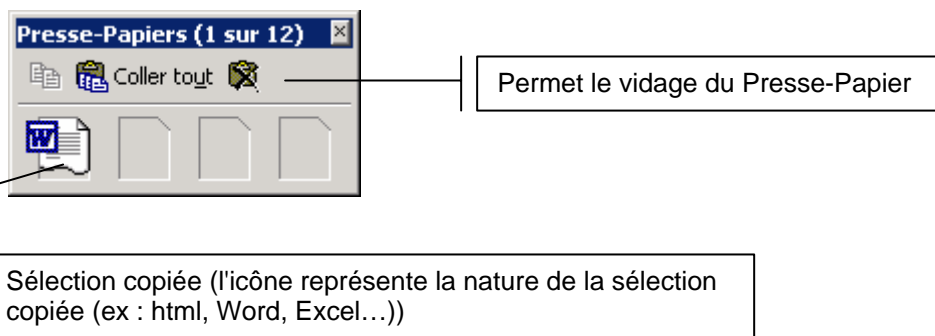 Presse-Papiers (1 sur 12)
Coller tout
Permet le vidage du Presse-Papier
W
Sélection copiée (l'icône représente la nature de la sélection
copiée (ex : html, Word, Excel…))